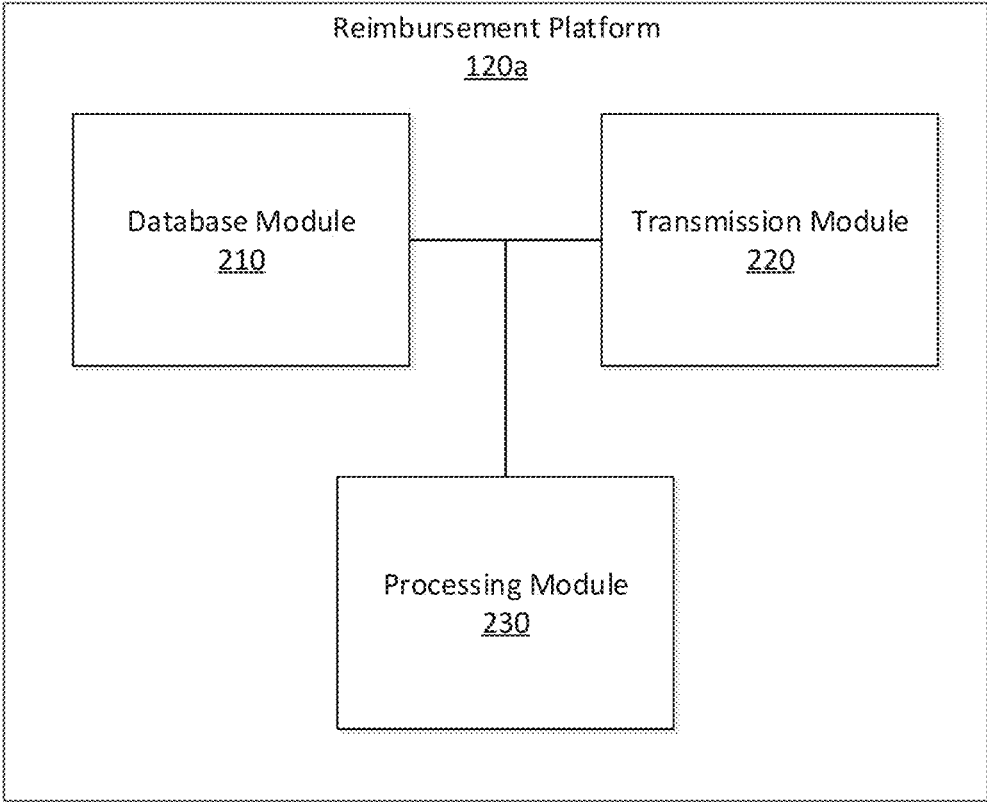 Reimbursement Platform
120a
Database Module
210
Transmission Module
220
Processing Module
230